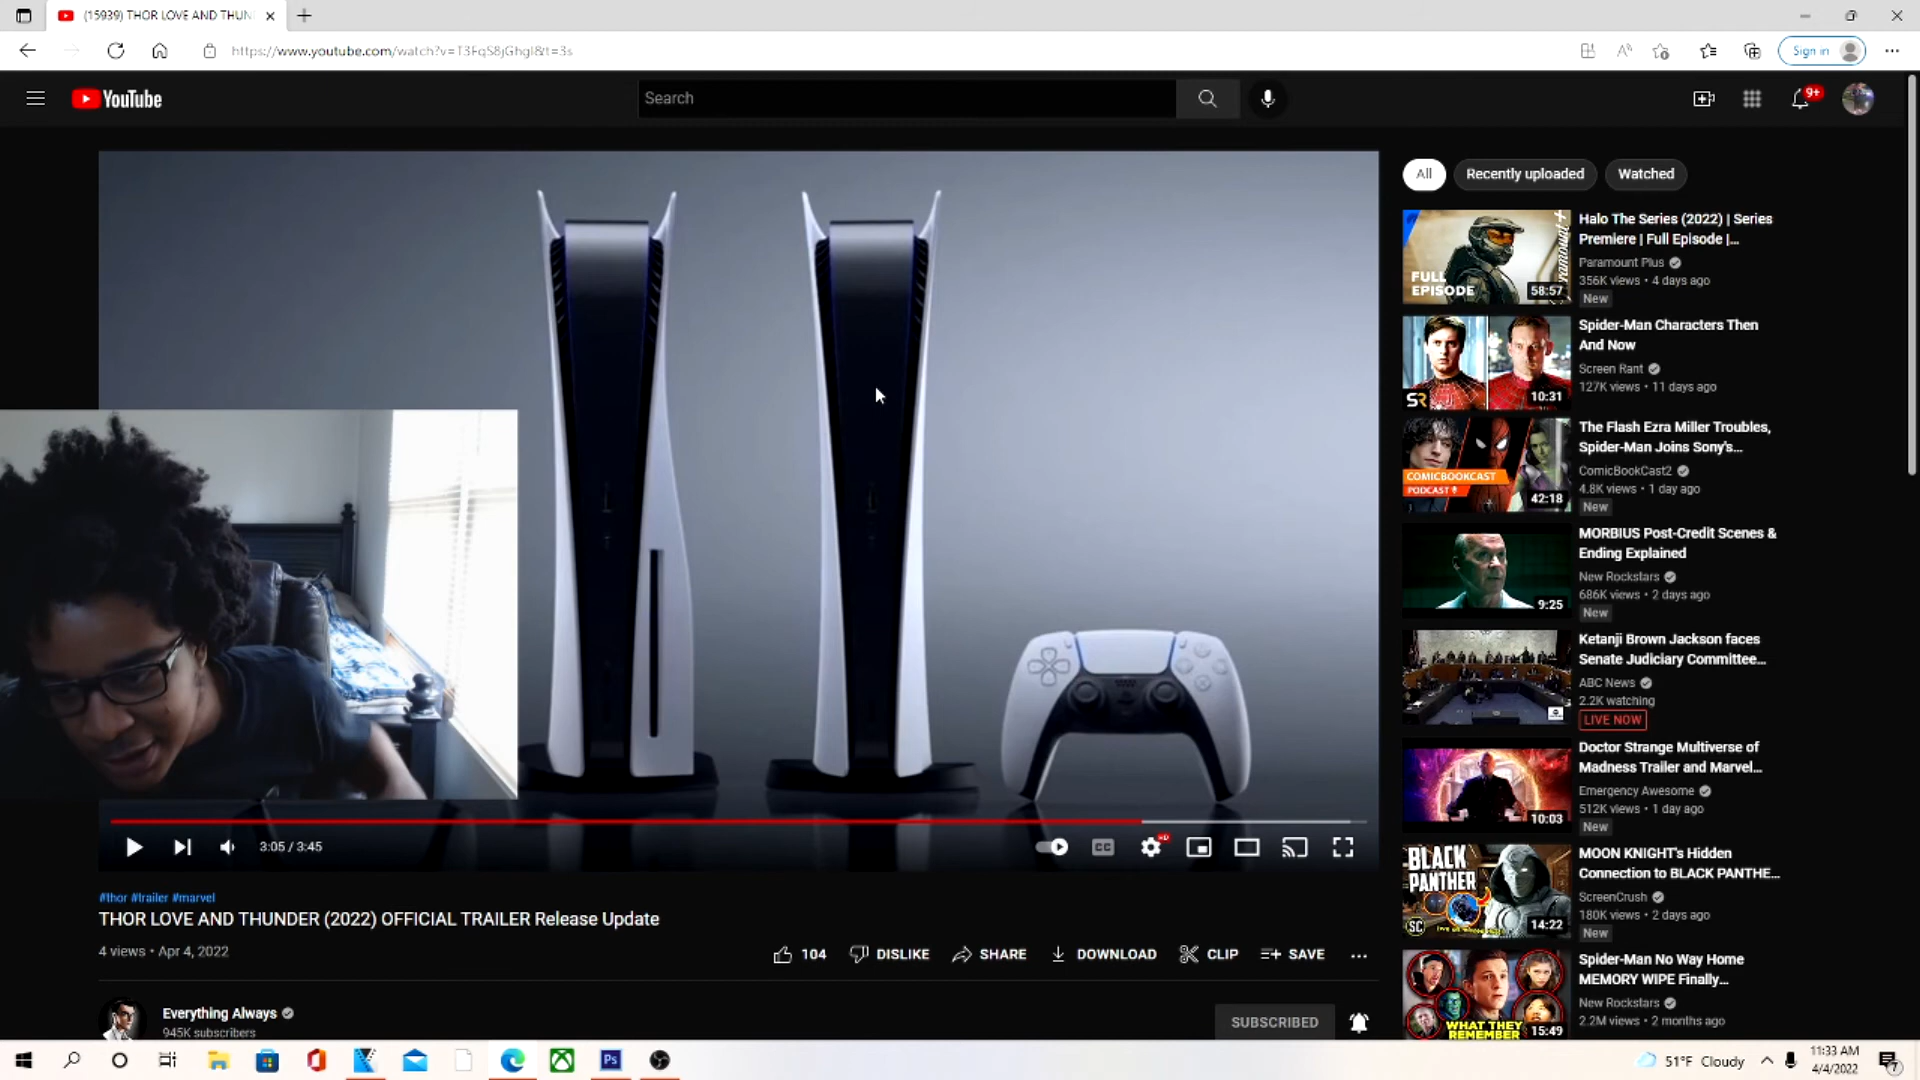 (15939) THOR LOVE AND THUN
Sign in
YouTube
Search
9+
All
Recently uploaded
Watched
Halo The Series (2022) | Series
Premiere | Full Episode |...
Paramount Plus
356K views • 4 days ago
New
FULL
EPISODE
58:57
Spider-Man Characters Then
And Now
Screen Rant
127K views • 11 days ago
SR
10:31
The Flash Ezra Miller Troubles,
Spider-Man Joins Sony's...
ComicBookCast2
4.8K views • 1 day ago
New
COMICBOOKCAST
PODCAST
42:18
MORBIUS Post-Credit Scenes &
Ending Explained
New Rockstars
686K views • 2 days ago
New
9:25
Ketanji Brown Jackson faces
Senate Judiciary Committee...
ABC News
2.2K watching
LIVE NOW
Doctor Strange Multiverse of
Madness Trailer and Marvel...
Emergency Awesome
512K views • 1 day ago
New
10:03
MOON KNIGHT's Hidden
Connection to BLACK PANTHE...
ScreenCrush
180K views • 2 days ago
New
BLACK
PANTHER
SC
14:22
Spider-Man No Way Home
MEMORY WIPE Finally...
New Rockstars
2.2M views • 2 months ago
WHAT THEY
REMEMBER
15:49
3:05 / 3:45
CC
HD
#thor #trailer #marvel
THOR LOVE AND THUNDER (2022) OFFICIAL TRAILER Release Update
4 views • Apr 4, 2022
104
DISLIKE
SHARE
DOWNLOAD
CLIP
SAVE
Everything Always
945K subscribers
SUBSCRIBED
Ps
51°F Cloudy
11:33 AM
4/4/2022
7